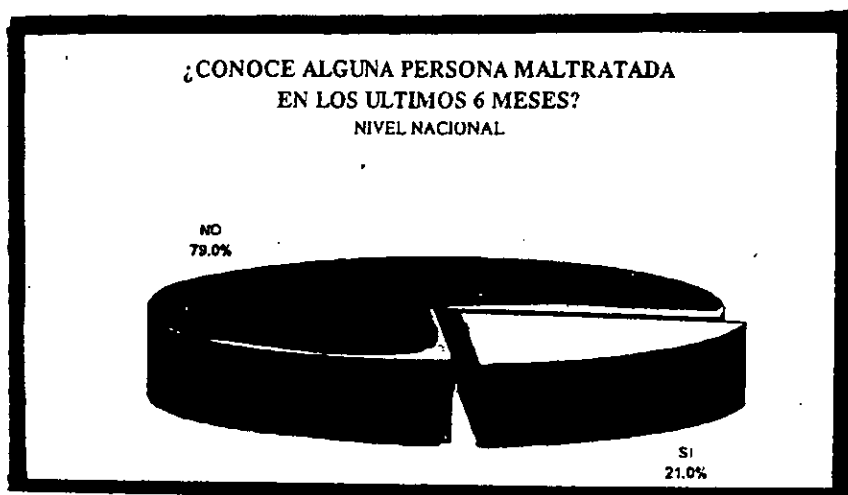 ¿CONOCE ALGUNA PERSONA MALTRATADA
EN LOS ULTIMOS 6 MESES?
NIVEL NACIONAL
NO
79.0%
SI
21.0%